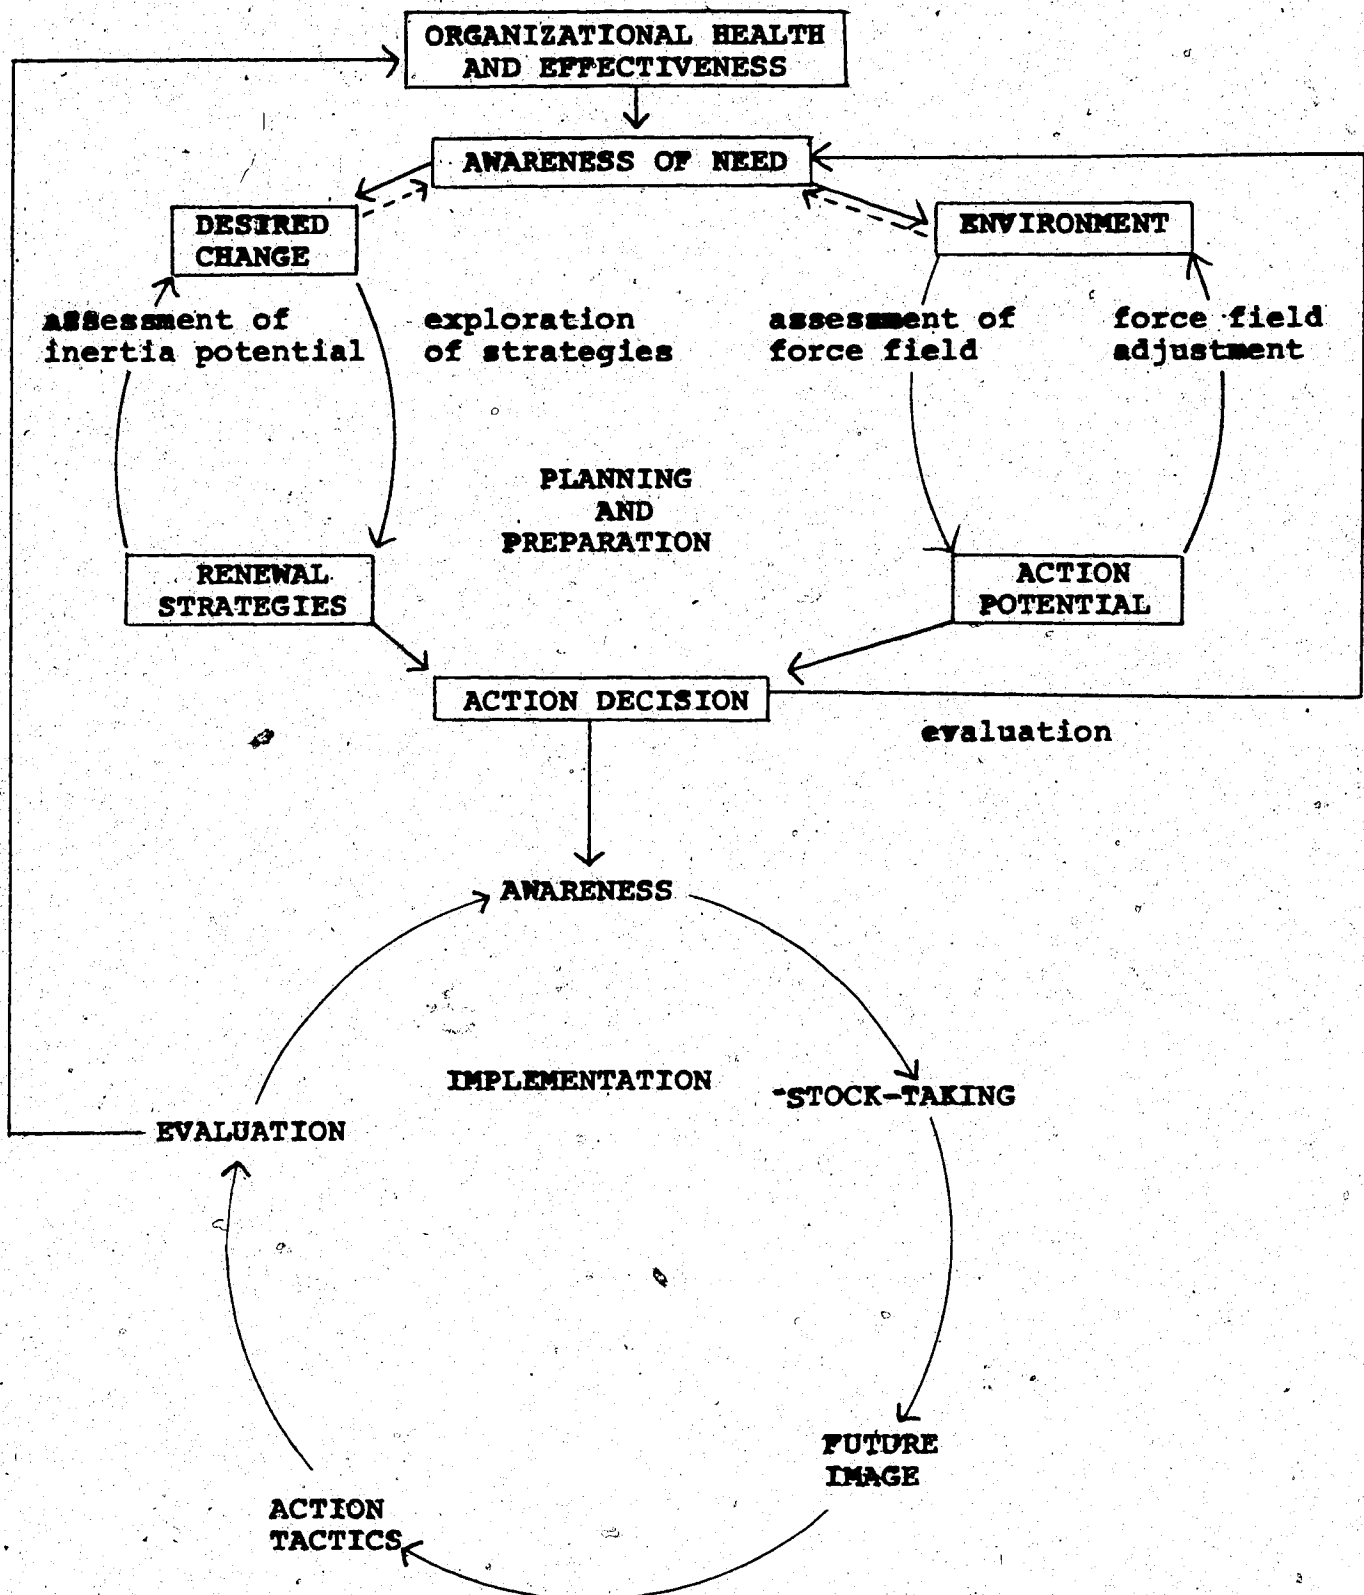 ORGANIZATIONAL HEALTH
AND EFFECTIVENESS
AWARENESS OF NEED
DESIRED
CHANGE
ENVIRONMENT
assessment of
inertia potential
exploration
of strategies
assessment of
force field
force field
adjustment
PLANNING
AND
PREPARATION
RENEWAL
STRATEGIES
ACTION
POTENTIAL
ACTION DECISION
evaluation
AWARENESS
IMPLEMENTATION
STOCK-TAKING
EVALUATION
FUTURE
IMAGE
ACTION
TACTICS